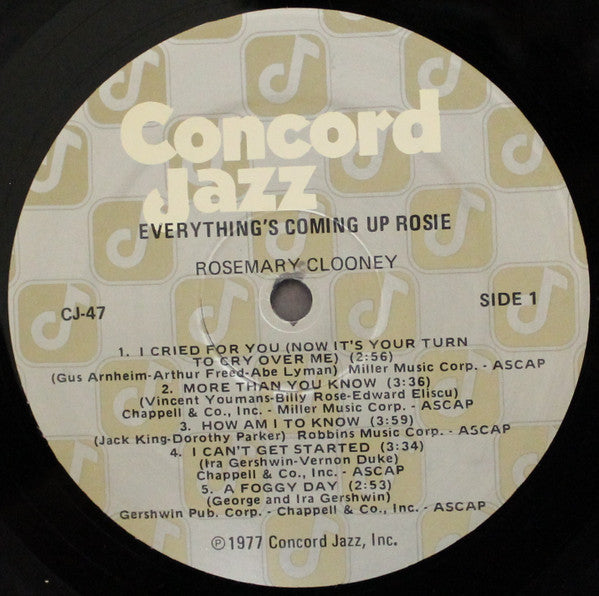 Concord
Jazz
EVERYTHING'S COMING UP ROSIE
ROSEMARY CLOONEY
CJ-47
SIDE 1
1. I CRIED FOR YOU (NOW IT'S YOUR TURN
TO CRY OVER ME) (2:56)
(Gus Arnheim-Arthur Freed-Abe Lyman) Miller Music Corp. - ASCAP
2. MORE THAN YOU KNOW (3:36)
(Vincent Youmans-Billy Rose-Edward Eliscu)
Chappell & Co., Inc. - Miller Music Corp. - ASCAP
3. HOW AM I TO KNOW (3:59)
(Jack King-Dorothy Parker) Robbins Music Corp. - ASCAP
4. I CAN'T GET STARTED (3:34)
(Ira Gershwin-Vernon Duke)
Chappell & Co., Inc. - ASCAP
5. A FOGGY DAY (2:53)
(George and Ira Gershwin)
Gershwin Pub. Corp. - Chappell & Co., Inc. - ASCAP
℗ 1977 Concord Jazz, Inc.